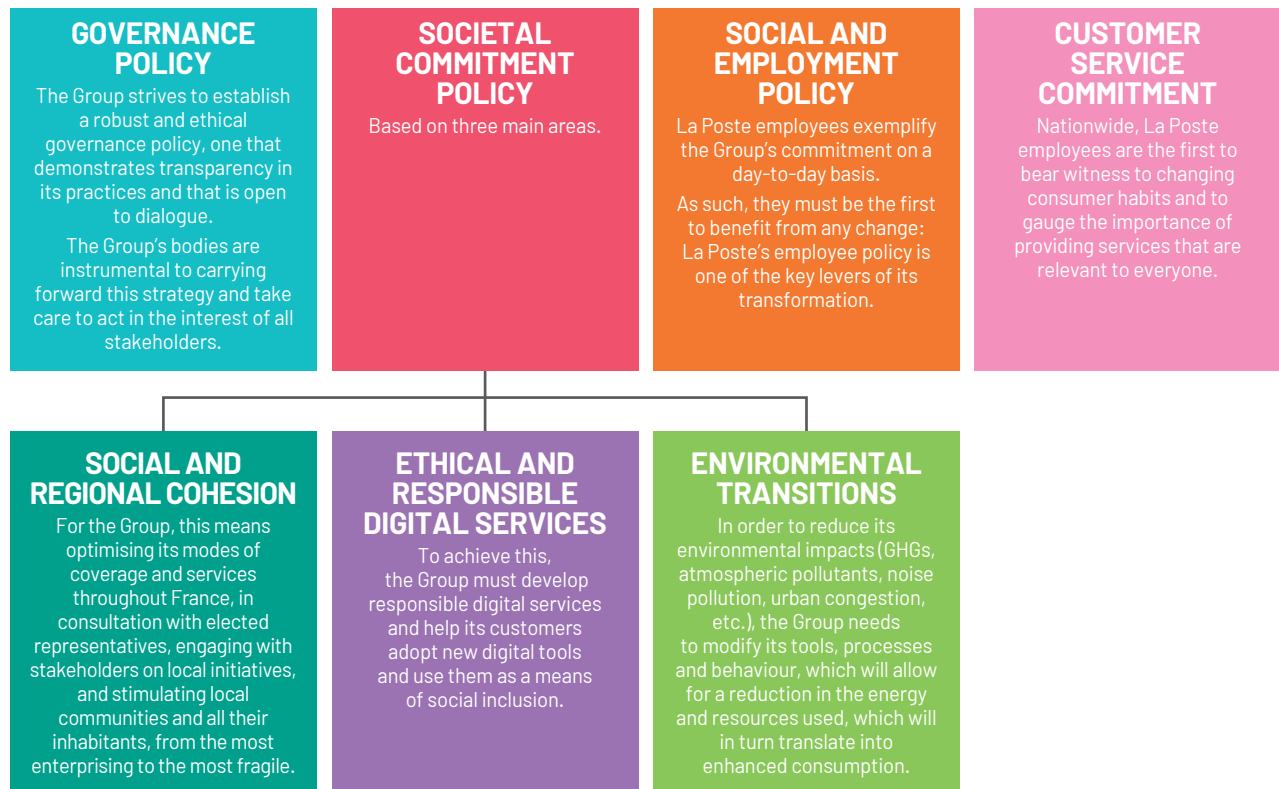 GOVERNANCE
POLICY
The Group strives to establish
a robust and ethical
governance policy, one that
demonstrates transparency in
its practices and that is open
to dialogue.
The Group's bodies are
instrumental to carrying
forward this strategy and take
care to act in the interest of all
stakeholders.
SOCIETAL
COMMITMENT
POLICY
Based on three main areas.
SOCIAL AND
EMPLOYMENT
POLICY
La Poste employees exemplify
the Group's commitment on a
day-to-day basis.
As such, they must be the first
to benefit from any change:
La Poste's employee policy is
one of the key levers of its
transformation.
CUSTOMER
SERVICE
COMMITMENT
Nationwide, La Poste
employees are the first to
bear witness to changing
consumer habits and to
gauge the importance of
providing services that are
relevant to everyone.
SOCIAL AND
REGIONAL COHESION
For the Group, this means
optimising its modes of
coverage and services
throughout France, in
consultation with elected
representatives, engaging with
stakeholders on local initiatives,
and stimulating local
communities and all their
inhabitants, from the most
enterprising to the most fragile.
ETHICAL AND
RESPONSIBLE
DIGITAL SERVICES
To achieve this,
the Group must develop
responsible digital services
and help its customers
adopt new digital tools
and use them as a means
of social inclusion.
ENVIRONMENTAL
TRANSITIONS
In order to reduce its
environmental impacts (GHGs,
atmospheric pollutants, noise
pollution, urban congestion,
etc.), the Group needs
to modify its tools, processes
and behaviour, which will allow
for a reduction in the energy
and resources used, which will
in turn translate into
enhanced consumption.